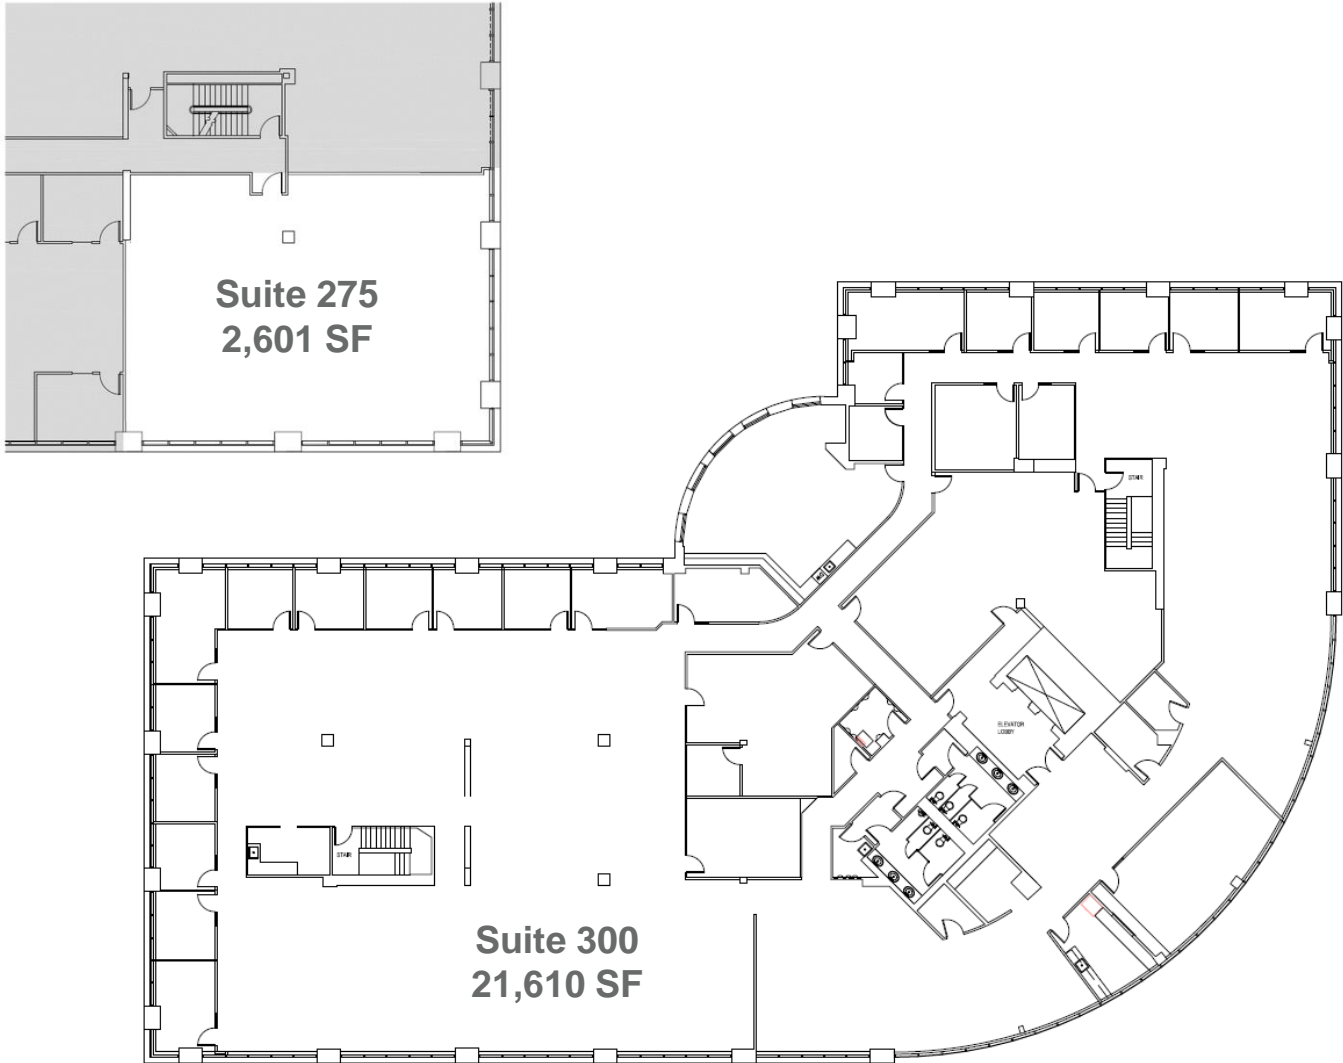 Suite 275
2,601 SF
STAIR
ELEVATOR
LOBBY
STAIR
Suite 300
21,610 SF